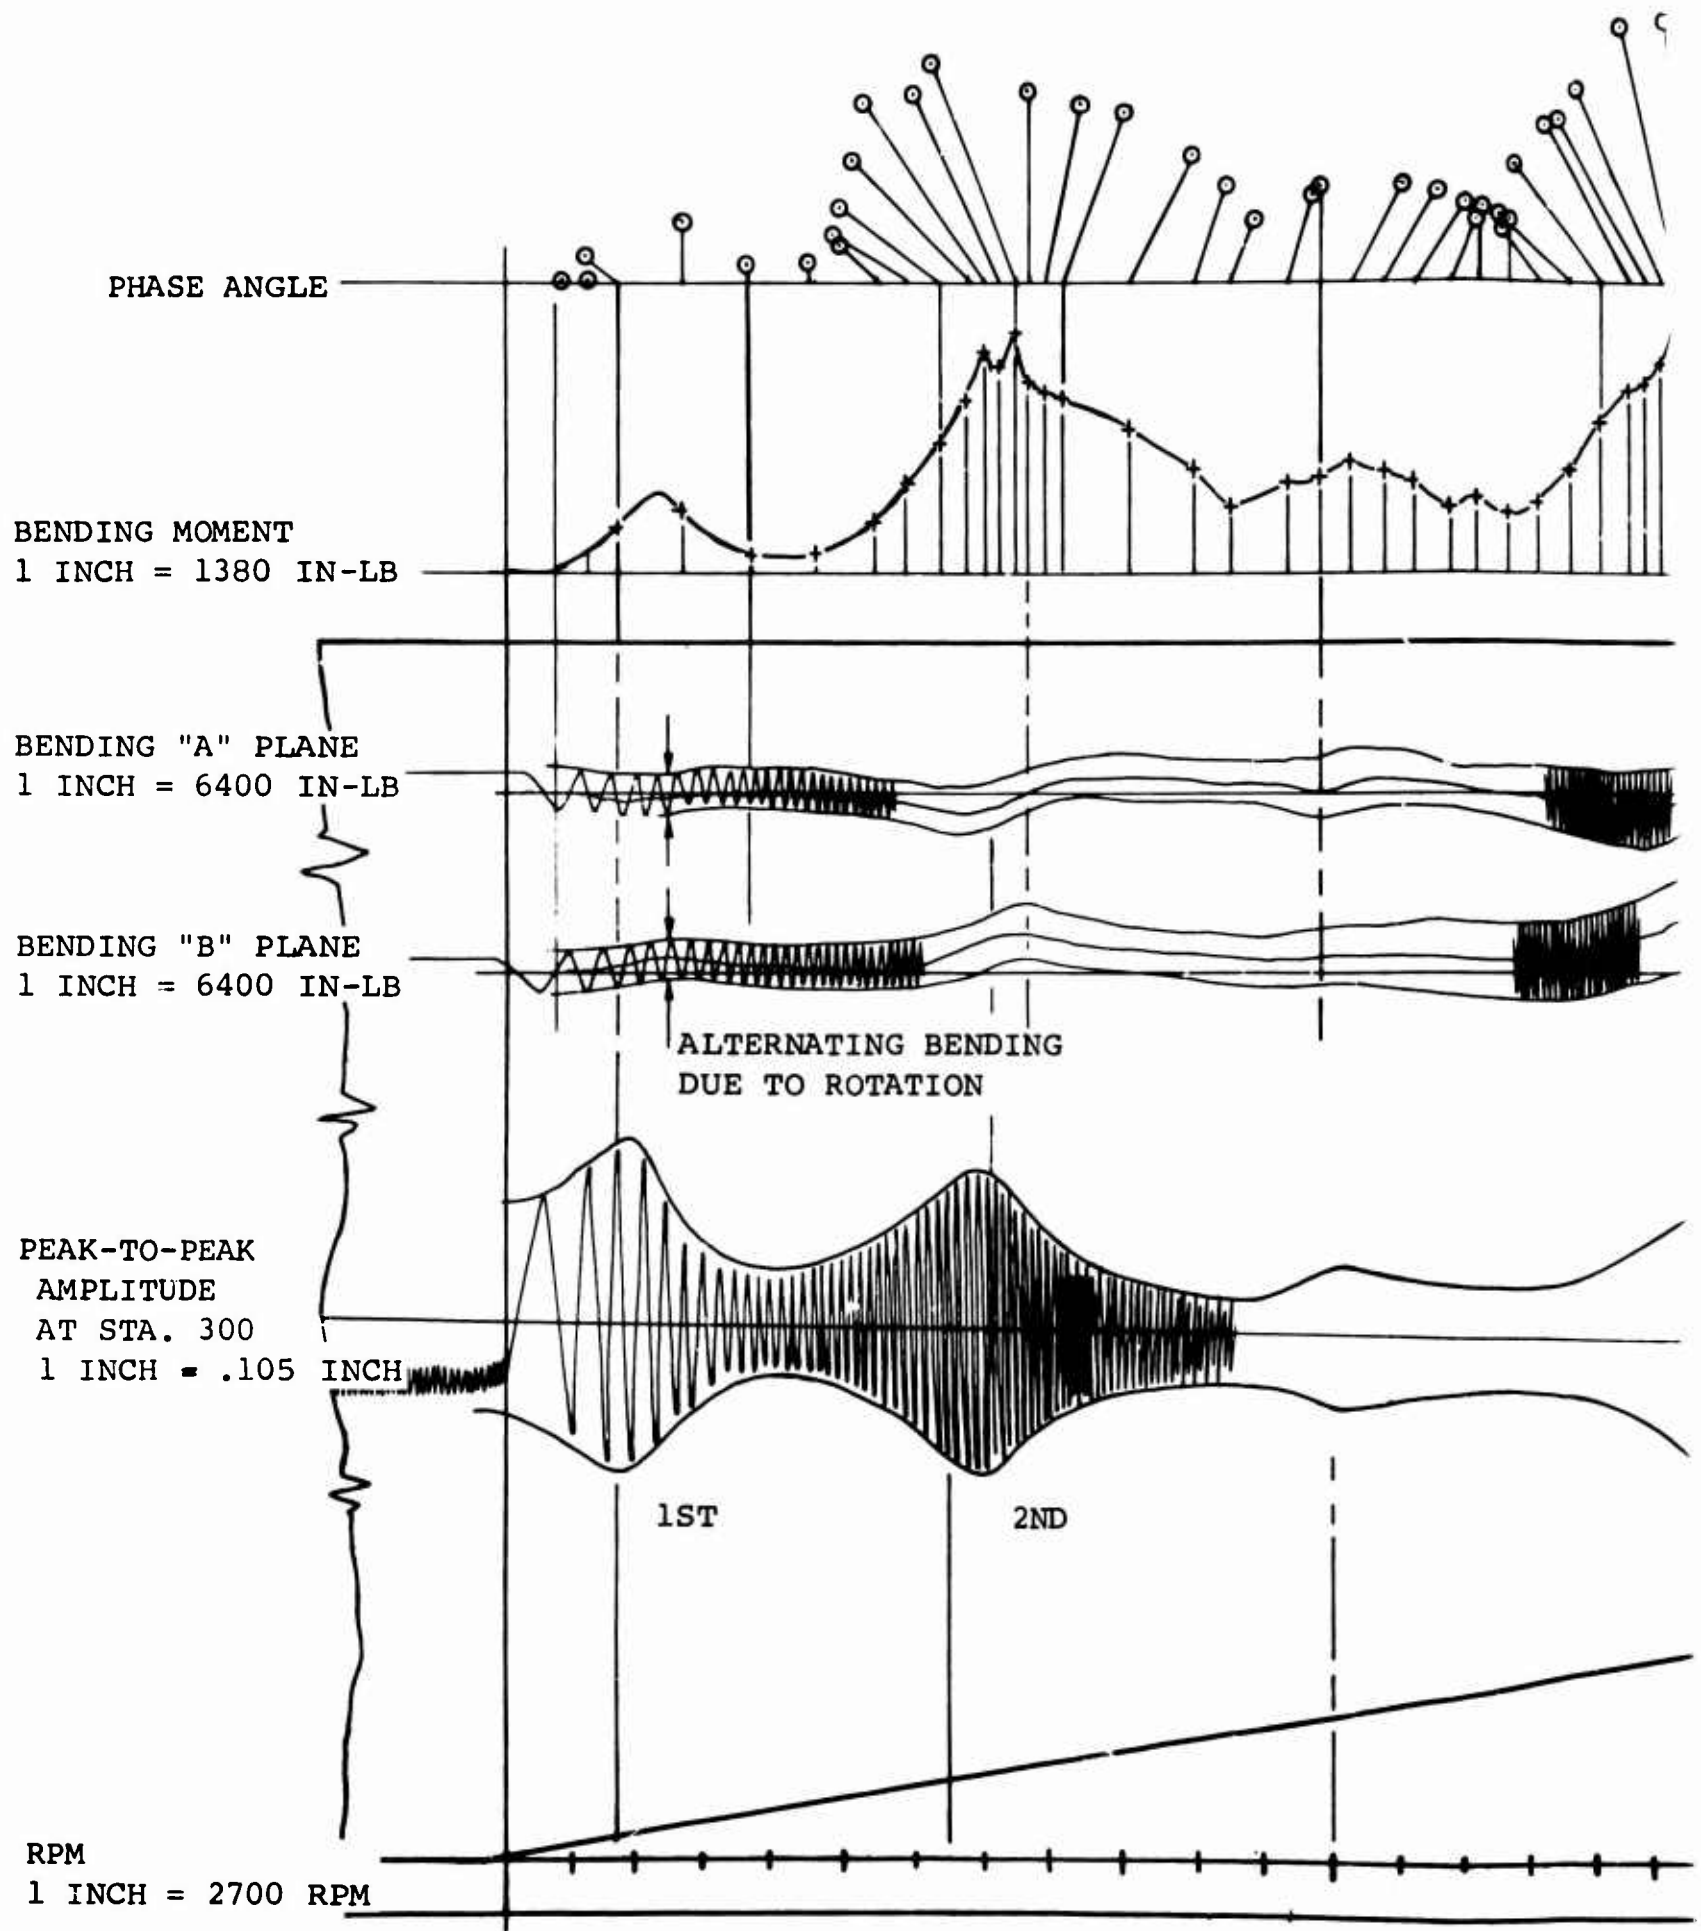 PHASE ANGLE
BENDING MOMENT
1 INCH = 1380 IN-LB
BENDING "A" PLANE
1 INCH = 6400 IN-LB
BENDING "B" PLANE
1 INCH = 6400 IN-LB
ALTERNATING BENDING
DUE TO ROTATION
PEAK-TO-PEAK
AMPLITUDE
AT STA. 300
1 INCH = .105 INCH
1ST
2ND
RPM
1 INCH = 2700 RPM